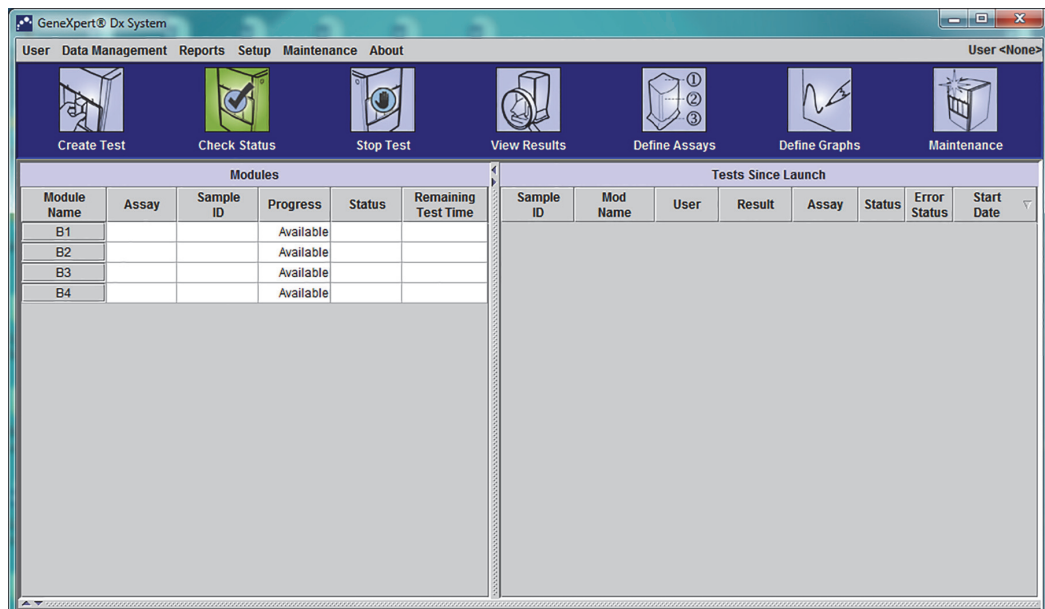 GeneXpert® Dx System
User Data Management Reports Setup Maintenance About User <None>
Create Test Check Status Stop Test View Results Define Assays Define Graphs Maintenance
① ② ③
Modules
Module Name Assay Sample ID Progress Status Remaining Test Time
B1 Available
B2 Available
B3 Available
B4 Available
Tests Since Launch
Sample ID Mod Name User Result Assay Status Error Status Start Date